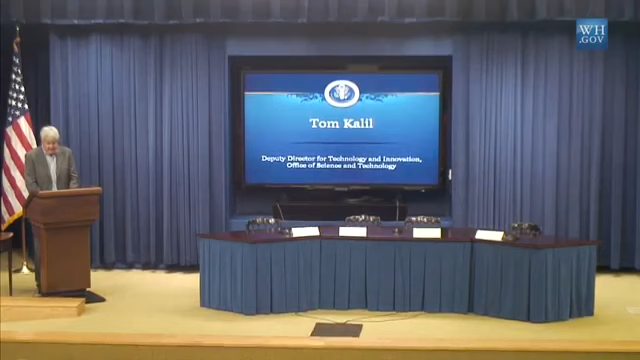 WH
.GOV
Tom Kalil
Deputy Director for Technology and Innovation,
Office of Science and Technology